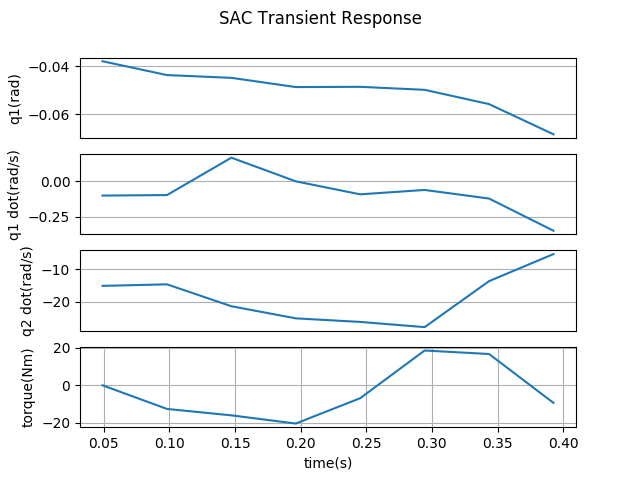 SAC Transient Response
q1(rad)
−0.04
−0.06
q1 dot(rad/s)
0.00
−0.25
q2 dot(rad/s)
−10
−20
torque(Nm)
20
0
−20
0.05 0.10 0.15 0.20 0.25 0.30 0.35 0.40
time(s)